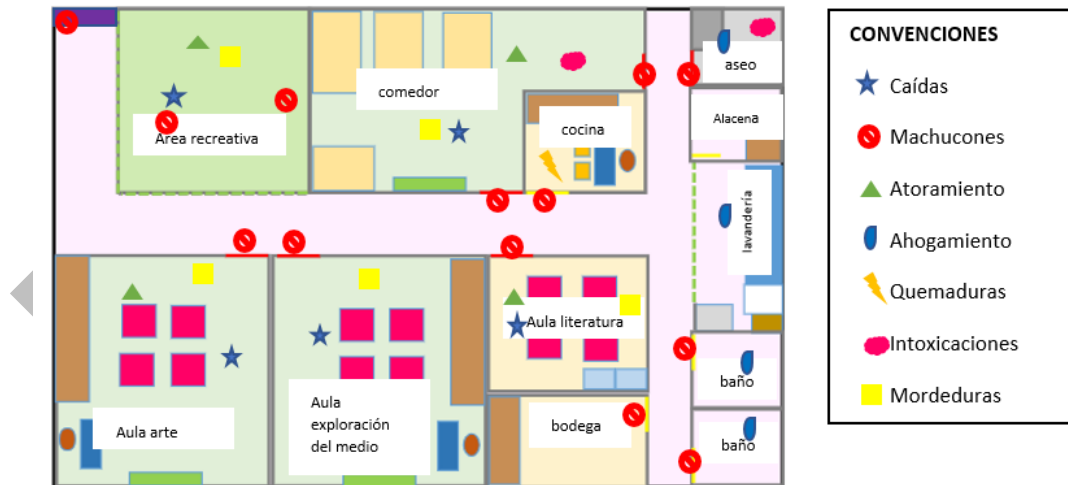 CONVENCIONES
Caídas
Machucones
Atoramiento
Ahogamiento
Quemaduras
Intoxicaciones
Mordeduras
Area recreativa
comedor
cocina
aseo
Alacena
lavandería
Aula literatura
Aula arte
Aula
exploración
del medio
bodega
baño
baño